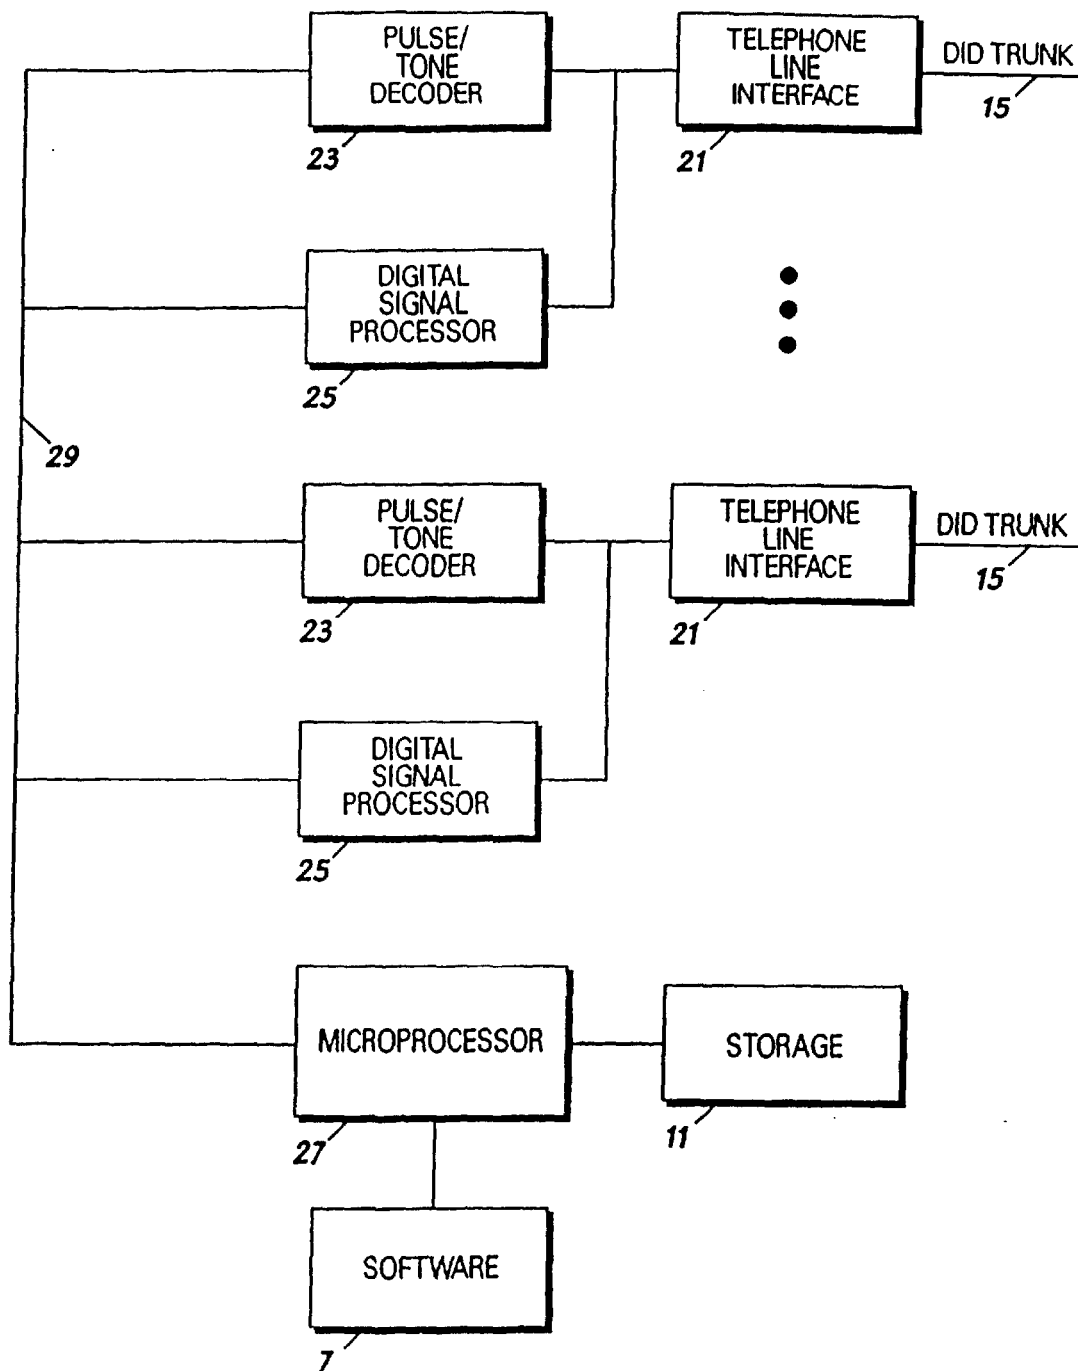 PULSE/
TONE
DECODER
23
TELEPHONE
LINE
INTERFACE
21
DID TRUNK
15
DIGITAL
SIGNAL
PROCESSOR
25
29
PULSE/
TONE
DECODER
23
TELEPHONE
LINE
INTERFACE
21
DID TRUNK
15
DIGITAL
SIGNAL
PROCESSOR
25
MICROPROCESSOR
27
STORAGE
11
SOFTWARE
7